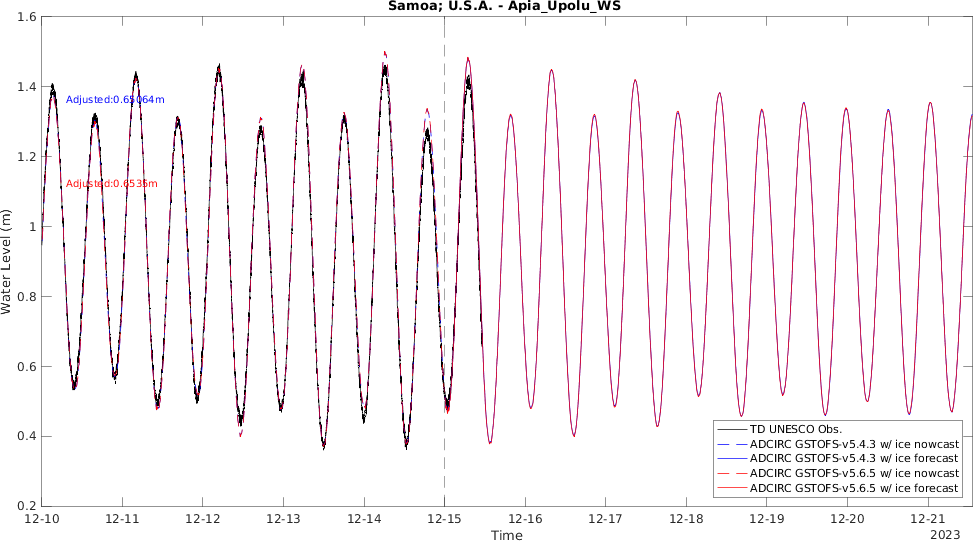 Samoa; U.S.A. - Apia_Upolu_WS
1.6
1.4
1.2
1
0.8
0.6
0.4
0.2
Water Level (m)
Adjusted:0.65064m
Adjusted:0.6535m
TD UNESCO Obs.
ADCIRC GSTOFS-v5.4.3 w/ ice nowcast
ADCIRC GSTOFS-v5.4.3 w/ ice forecast
ADCIRC GSTOFS-v5.6.5 w/ ice nowcast
ADCIRC GSTOFS-v5.6.5 w/ ice forecast
12-10 12-11 12-12 12-13 12-14 12-15 12-16 12-17 12-18 12-19 12-20 12-21
Time
2023